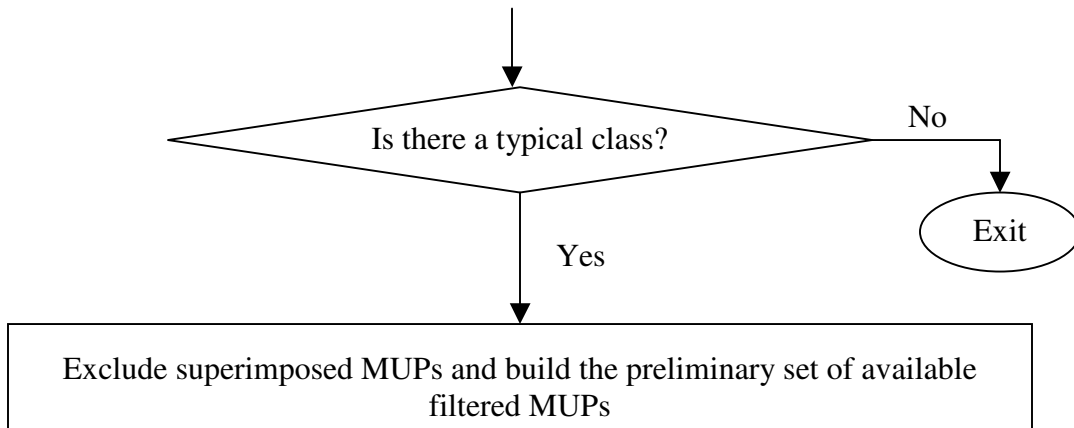 Is there a typical class?
No
Exit
Yes
Exclude superimposed MUPs and build the preliminary set of available
filtered MUPs